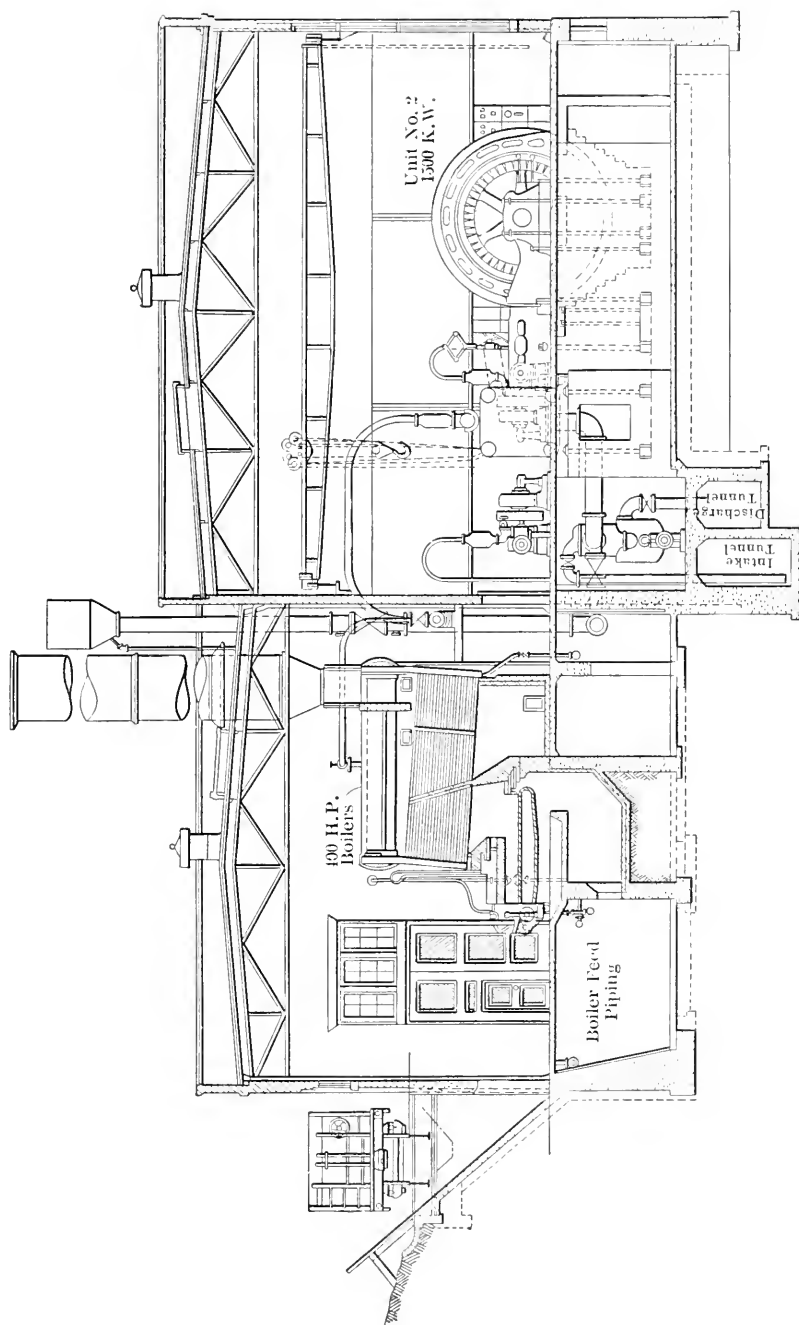 400 H.P.
Boilers
Boiler Feed
Piping
Unit No. 2
1500 K.W.
Intake
Tunnel
Discharge
Tunnel